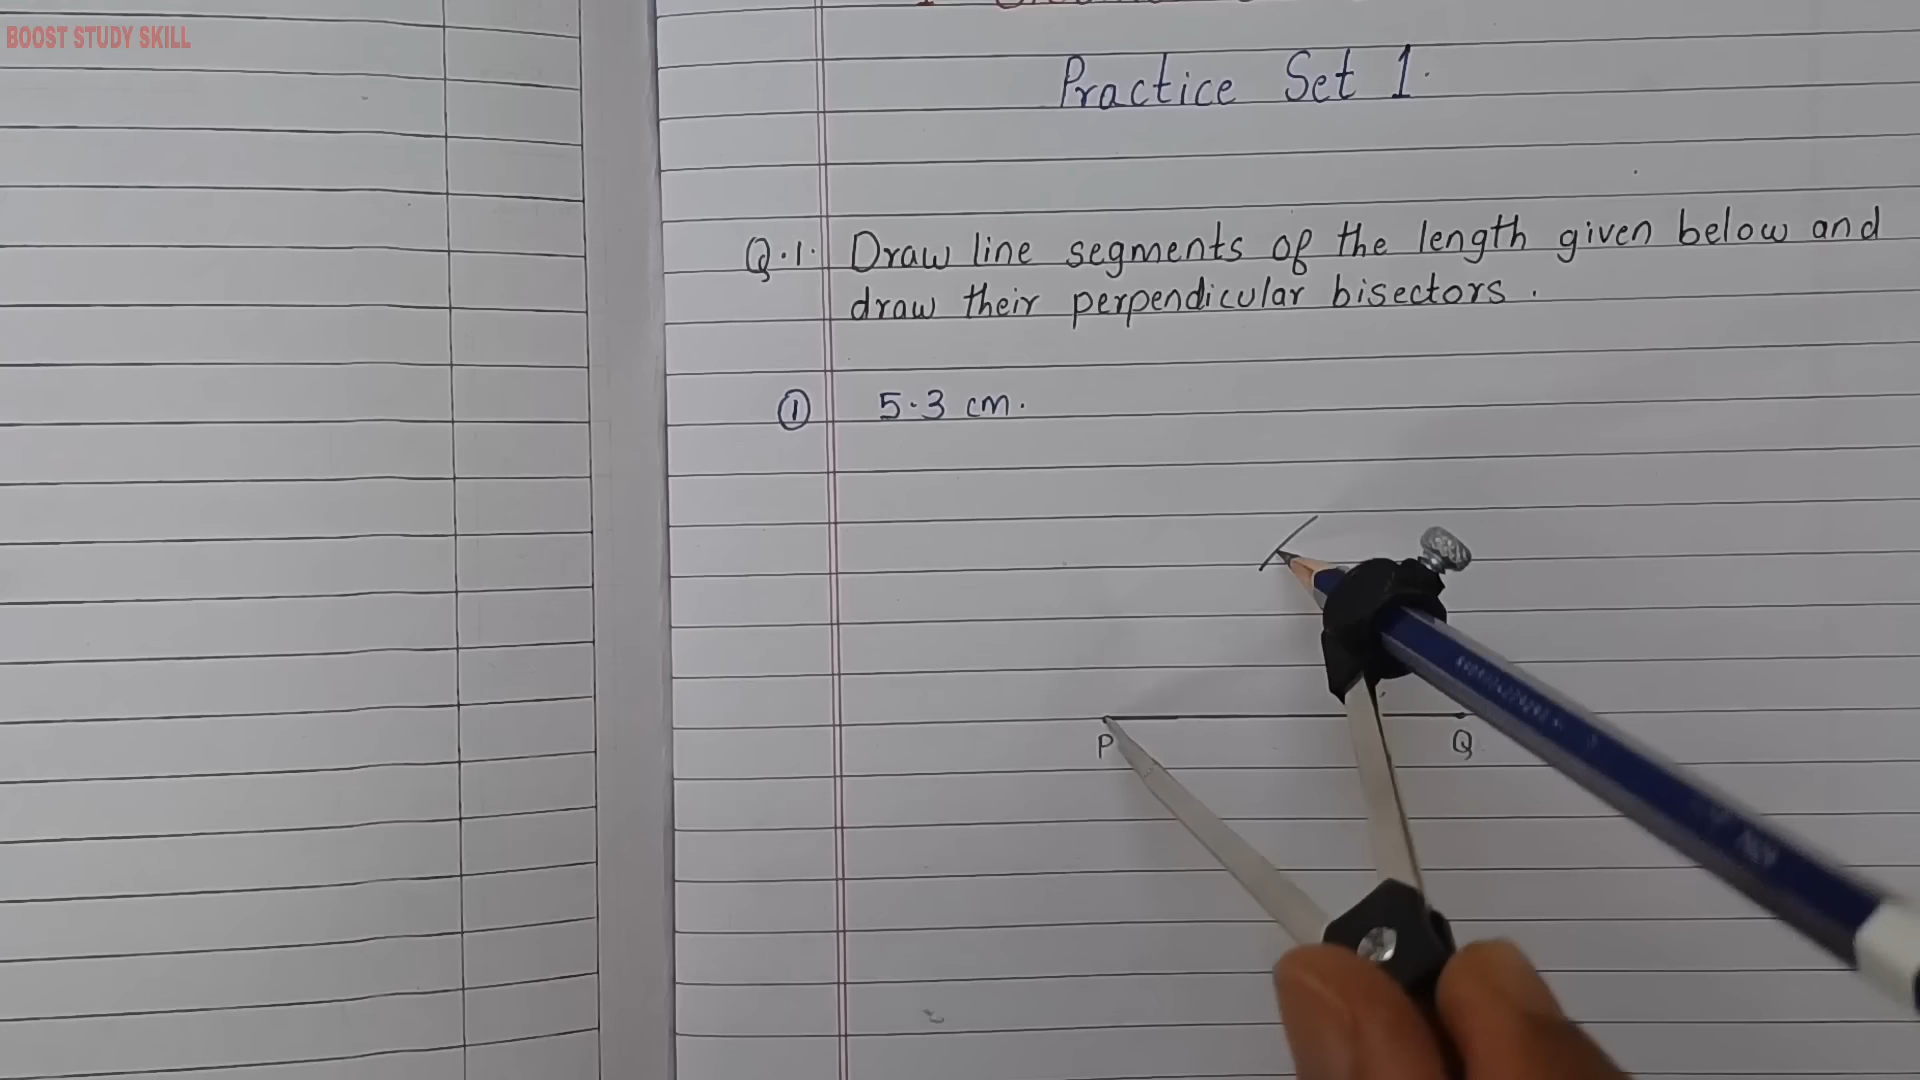 BOOST STUDY SKILL
Practice Set 1.
Q.1. Draw line segments of the length given below and
draw their perpendicular bisectors.
① 5.3 cm.
P Q